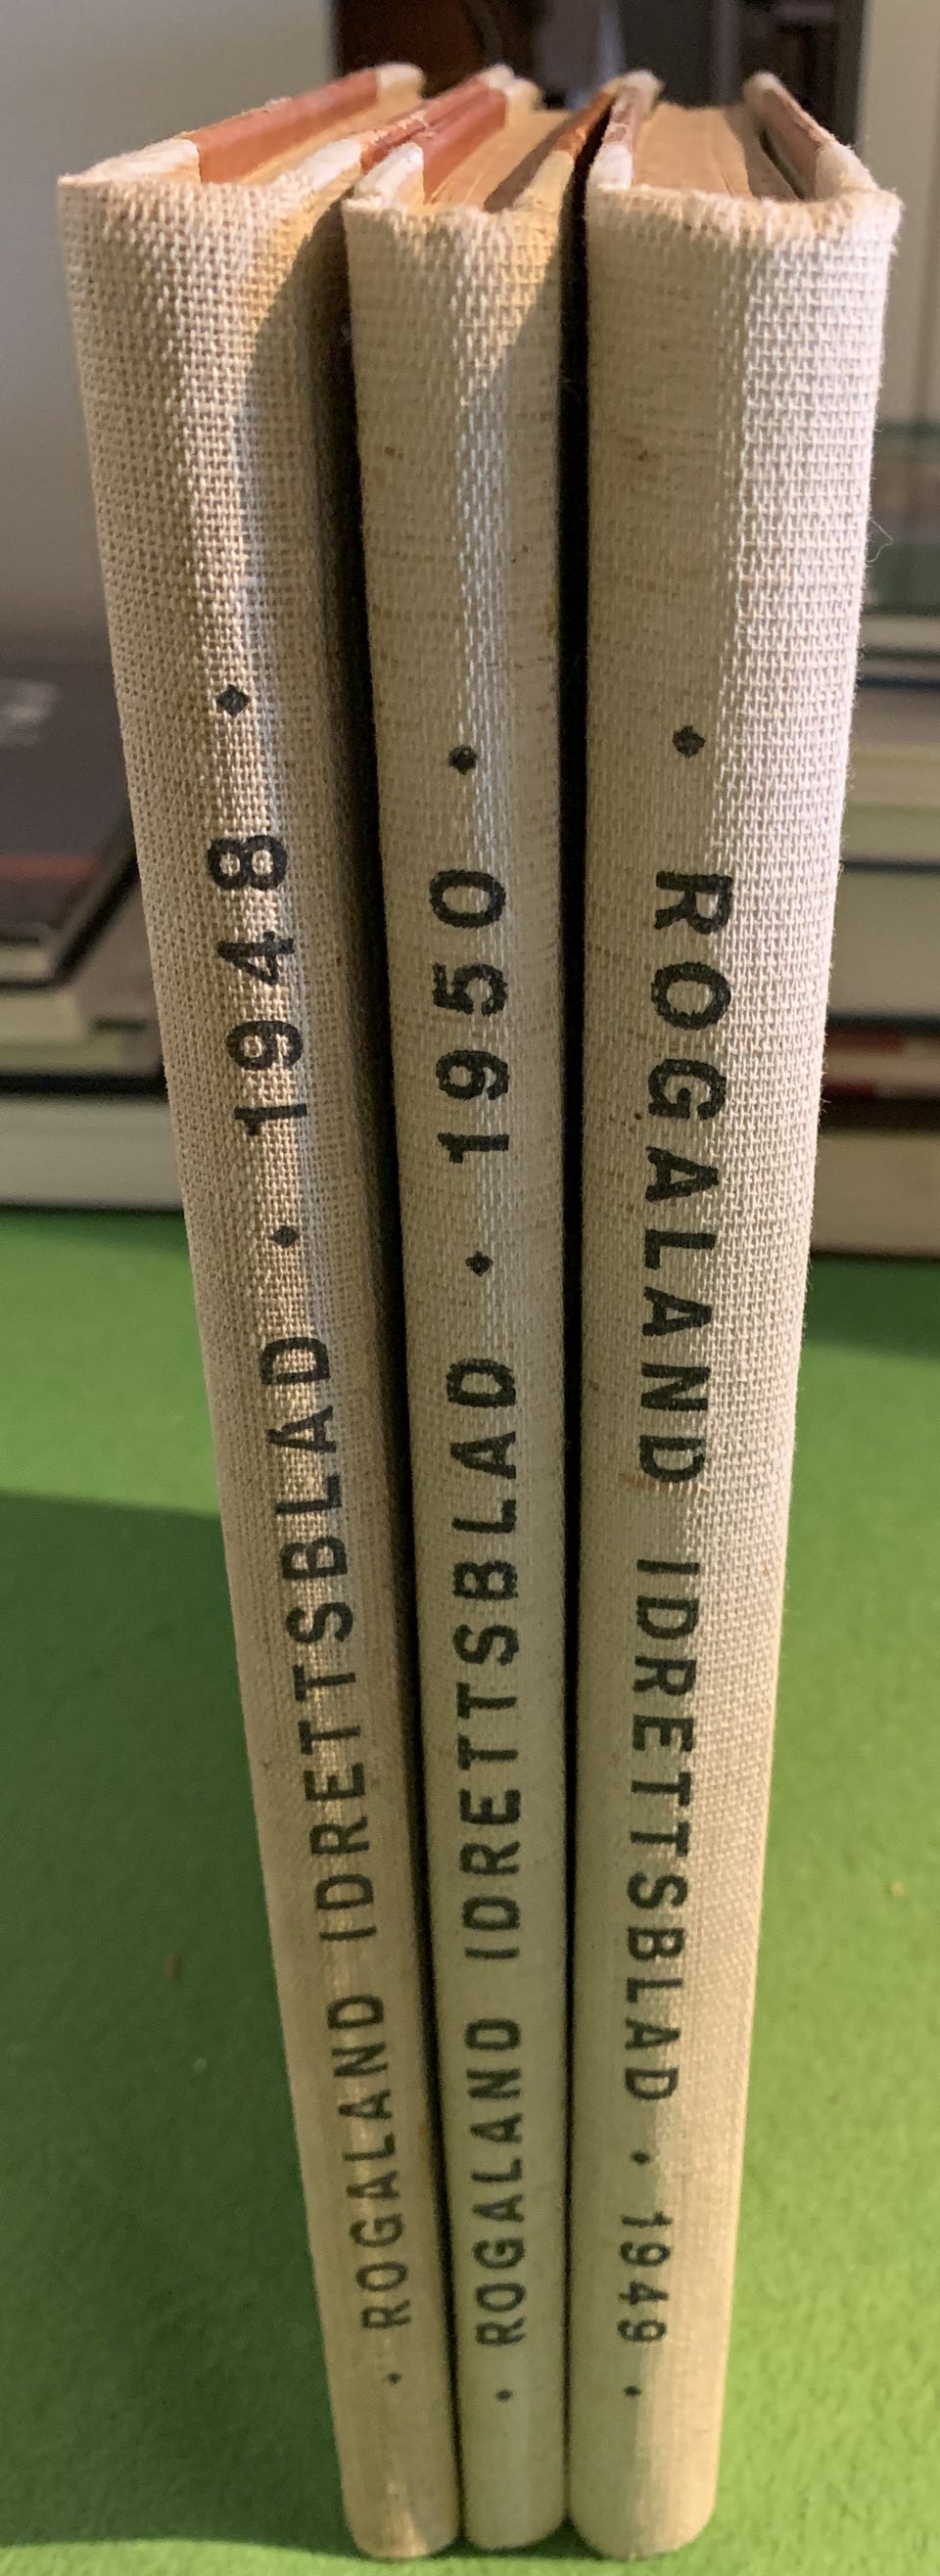 • ROGALAND IDRETTSBLAD • 1948 •
• ROGALAND IDRETTSBLAD • 1950 •
• ROGALAND IDRETTSBLAD • 1949 •